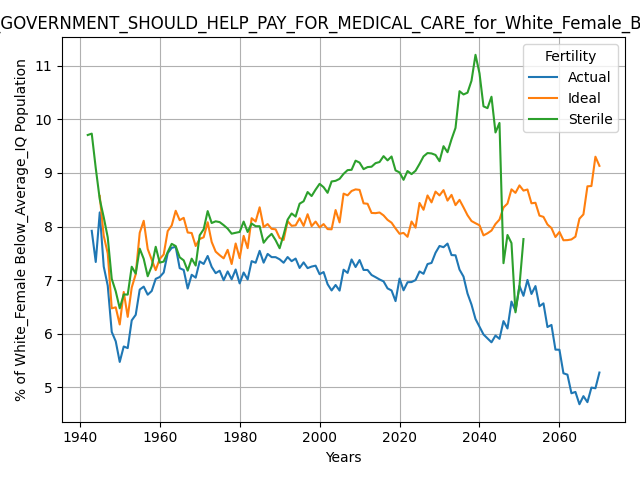 _GOVERNMENT_SHOULD_HELP_PAY_FOR_MEDICAL_CARE_for_White_Female_B
11
10
9
8
7
6
5
% of White_Female Below_Average_IQ Population
Fertility
Actual
Ideal
Sterile
1940
1960
1980
2000
2020
2040
2060
Years